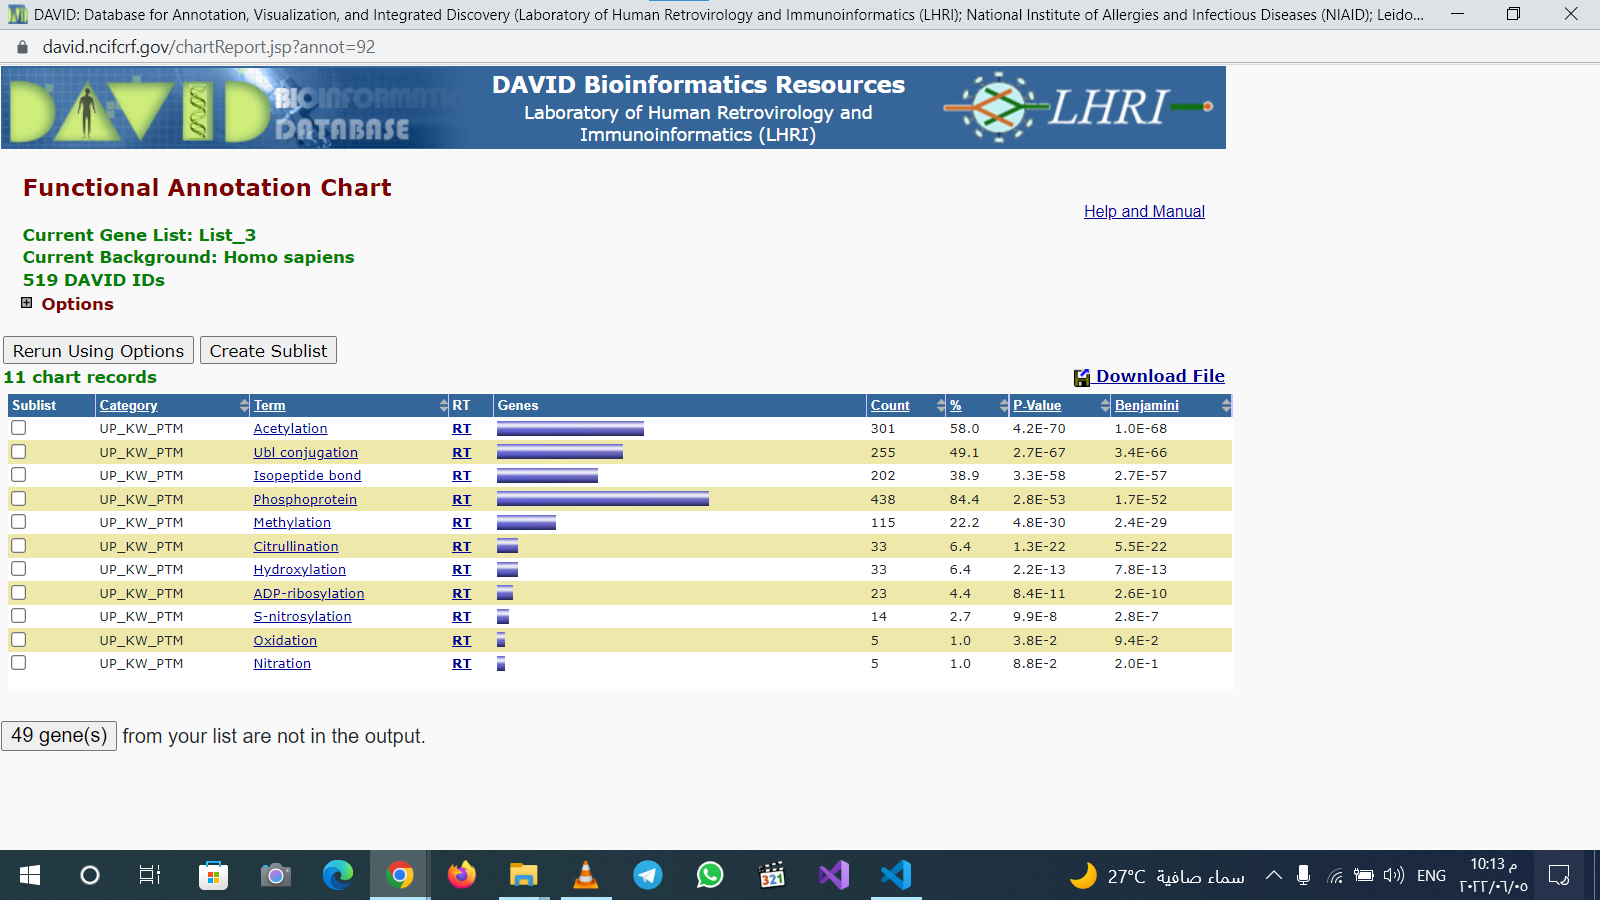 DAVID: Database for Annotation, Visualization, and Integrated Discovery (Laboratory of Human Retrovirology and Immunoinformatics (LHRI); National Institute of Allergies and Infectious Diseases (NIAID); Leido...
david.ncifcrf.gov/chartReport.jsp?annot=92
DAVID BIOINFORMATICS DATABASE
DAVID Bioinformatics Resources
Laboratory of Human Retrovirology and
Immunoinformatics (LHRI)
LHRI
Functional Annotation Chart
Help and Manual
Current Gene List: List_3
Current Background: Homo sapiens
519 DAVID IDs
Options
Rerun Using Options Create Sublist
11 chart records Download File
Sublist Category Term RT Genes Count % P-Value Benjamini
UP_KW_PTM Acetylation RT 301 58.0 4.2E-70 1.0E-68
UP_KW_PTM Ubl conjugation RT 255 49.1 2.7E-67 3.4E-66
UP_KW_PTM Isopeptide bond RT 202 38.9 3.3E-58 2.7E-57
UP_KW_PTM Phosphoprotein RT 438 84.4 2.8E-53 1.7E-52
UP_KW_PTM Methylation RT 115 22.2 4.8E-30 2.4E-29
UP_KW_PTM Citrullination RT 33 6.4 1.3E-22 5.5E-22
UP_KW_PTM Hydroxylation RT 33 6.4 2.2E-13 7.8E-13
UP_KW_PTM ADP-ribosylation RT 23 4.4 8.4E-11 2.6E-10
UP_KW_PTM S-nitrosylation RT 14 2.7 9.9E-8 2.8E-7
UP_KW_PTM Oxidation RT 5 1.0 3.8E-2 9.4E-2
UP_KW_PTM Nitration RT 5 1.0 8.8E-2 2.0E-1
49 gene(s) from your list are not in the output.
321
27°C سماء صافية
ENG
10:13 م
٢٠٢٢/٠٦/٠٥